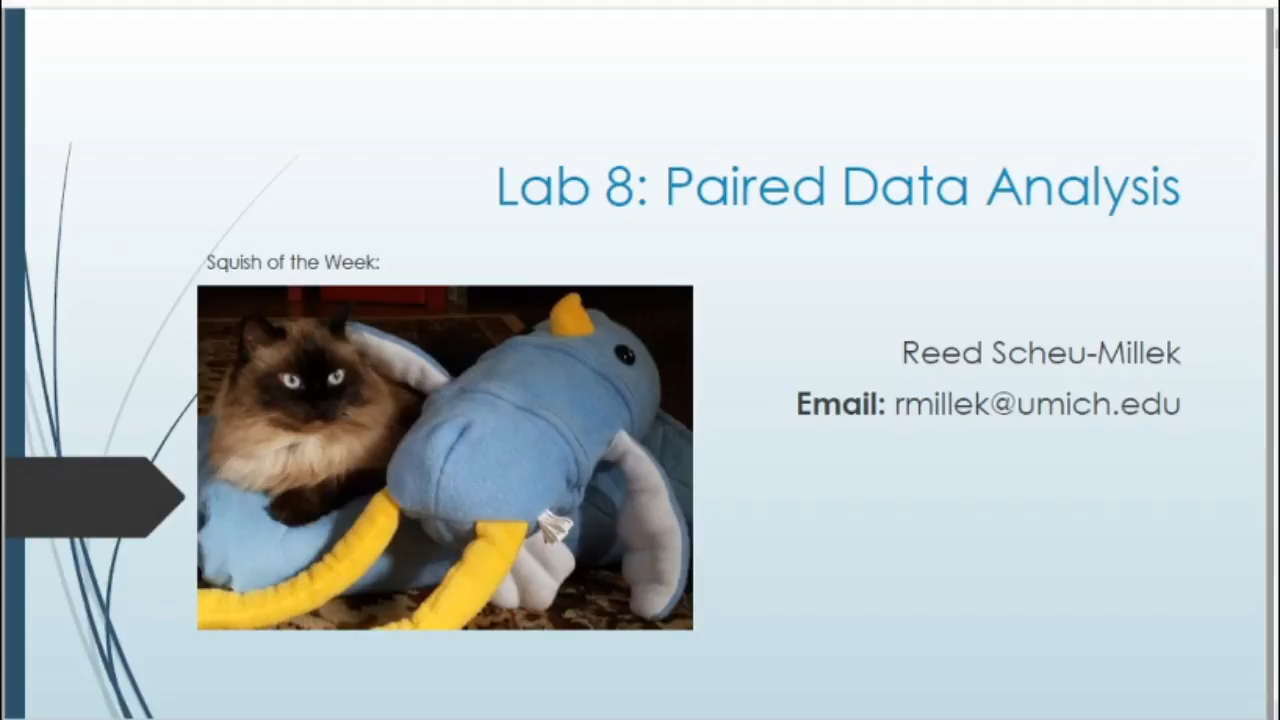 Lab 8: Paired Data Analysis
Squish of the Week:
Reed Scheu-Millek
Email: rmillek@umich.edu